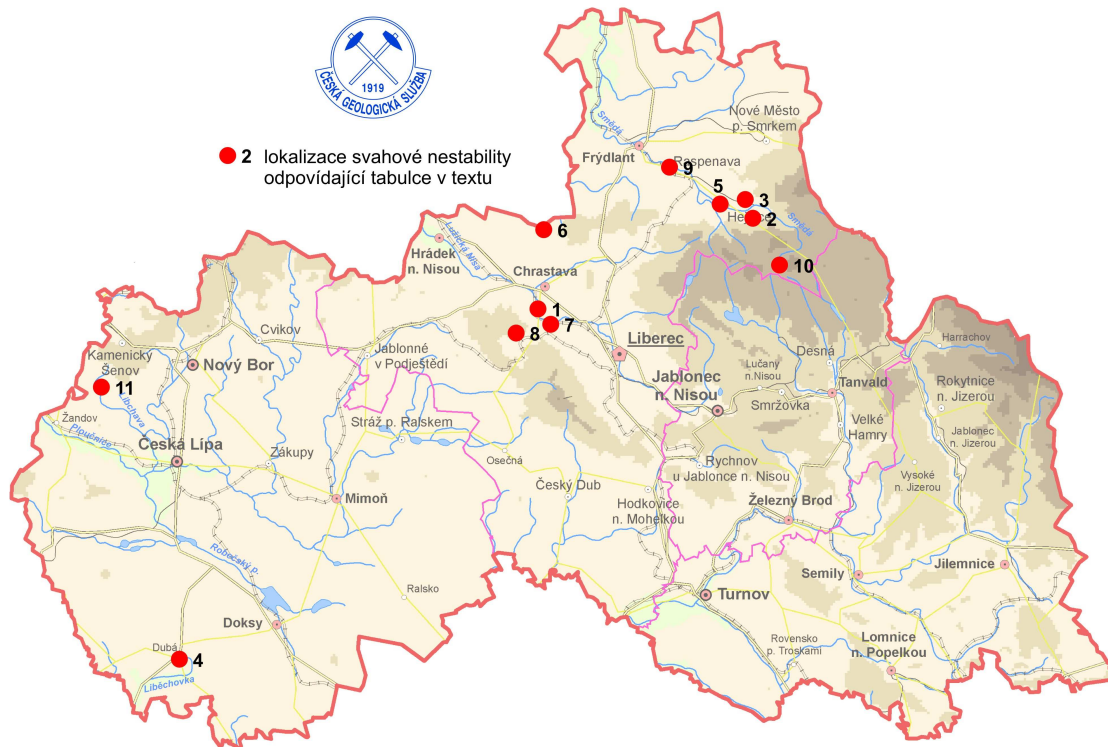 ČESKÁ GEOLOGICKÁ SLUŽBA
1919
2 lokalizace svahové nestability
odpovídající tabulce v textu
Nové Město
p. Smrkem
Smědá
Frýdlant
Raspenava
9
5
3
2
Smědá
6
10
Hrádek
n. Nisou
Lužická Nisa
Chrastava
1
7
8
Liberec
Cvikov
Kamenický
Šenov
Nový Bor
Jablonné
v Podještědí
11
Desná
Lučany
n.Nisou
Harrachov
Jablonec
n. Nisou
Smržovka
Tanvald
Rokytnice
n. Jizerou
Žandov
Ploučnice
Stráž p. Ralskem
Velké
Hamry
Jablonec
n. Jizerou
Česká Lípa
Zákupy
Osečná
Rychnov
u Jablonce n. Nisou
Vysoké
n. Jizerou
Mimoň
Český Dub
Hodkovice
n. Mohelkou
Železný Brod
Robečský p.
Semily
Jilemnice
Ralsko
Turnov
Doksy
Dubá
4
Liběchovka
Rovensko
p. Troskami
Lomnice
n. Popelkou